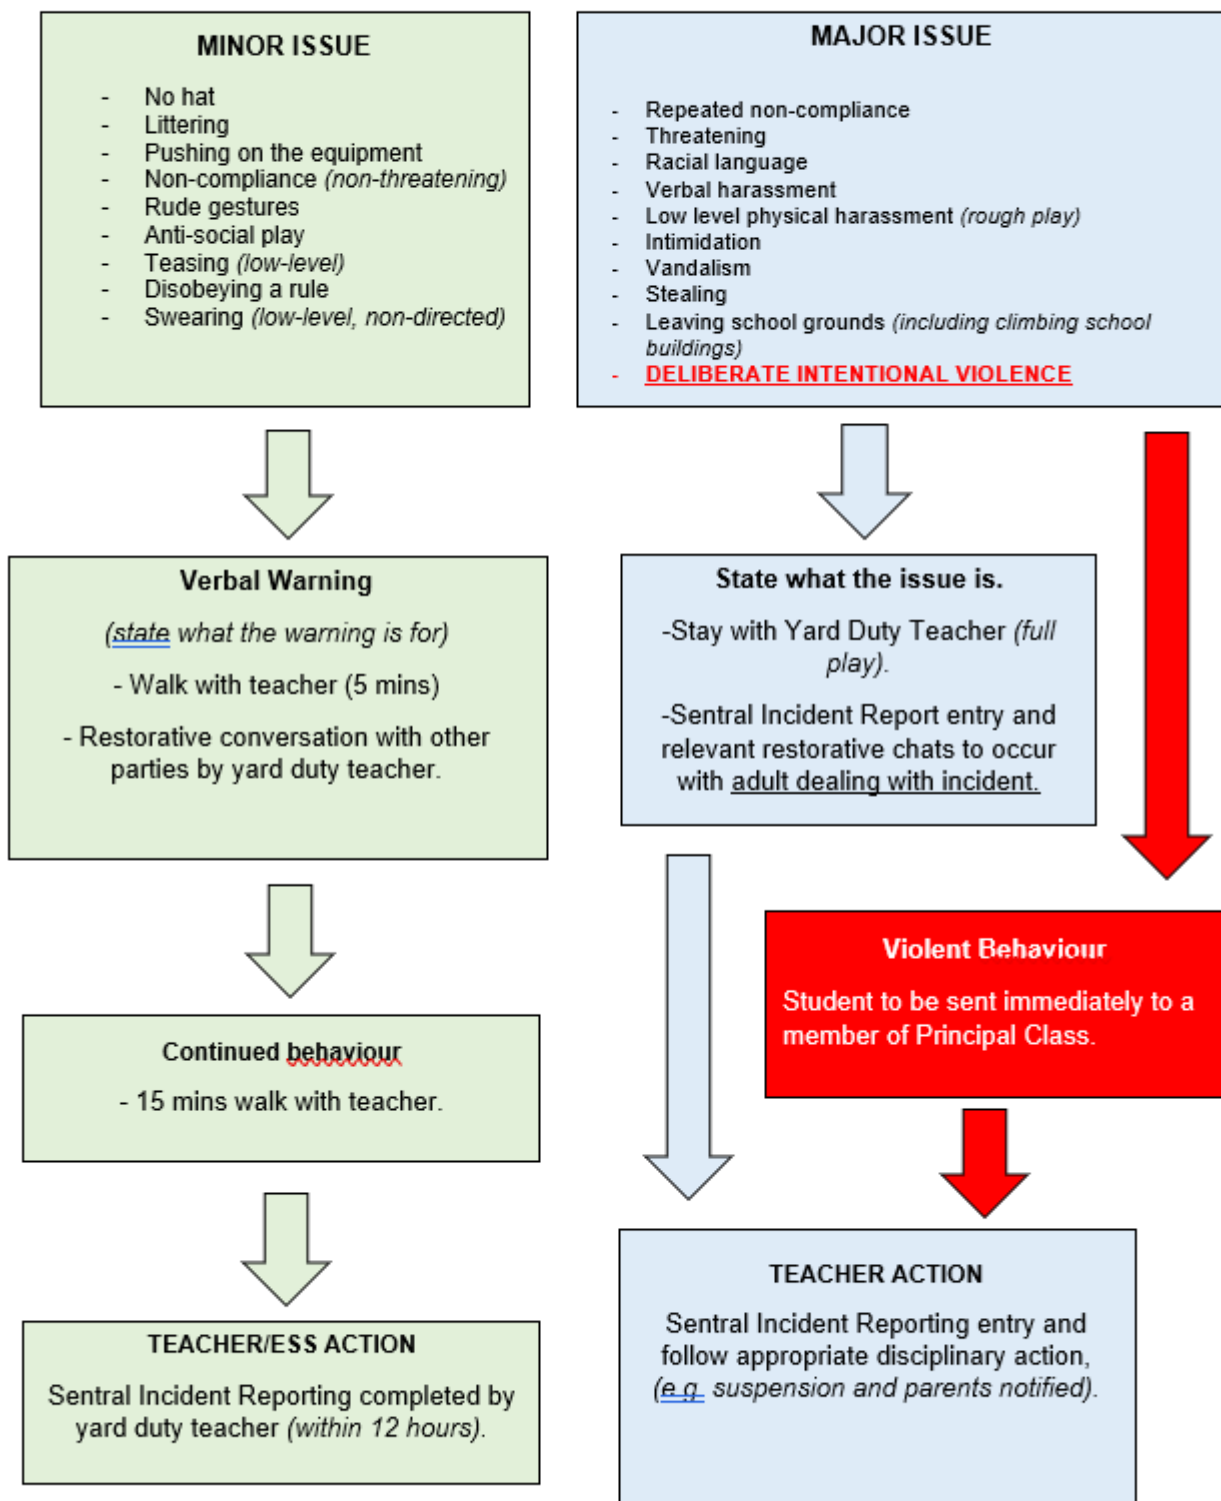 MINOR ISSUE
- No hat
- Littering
- Pushing on the equipment
- Non-compliance (non-threatening)
- Rude gestures
- Anti-social play
- Teasing (low-level)
- Disobeying a rule
- Swearing (low-level, non-directed)
MAJOR ISSUE
- Repeated non-compliance
- Threatening
- Racial language
- Verbal harassment
- Low level physical harassment (rough play)
- Intimidation
- Vandalism
- Stealing
- Leaving school grounds (including climbing school
buildings)
- DELIBERATE INTENTIONAL VIOLENCE
Verbal Warning
(state what the warning is for)
- Walk with teacher (5 mins)
- Restorative conversation with other
parties by yard duty teacher.
State what the issue is.
-Stay with Yard Duty Teacher (full
play).
-Sentral Incident Report entry and
relevant restorative chats to occur
with adult dealing with incident.
Violent Behaviour
Student to be sent immediately to a
member of Principal Class.
Continued behaviour
- 15 mins walk with teacher.
TEACHER/ESS ACTION
Sentral Incident Reporting completed by
yard duty teacher (within 12 hours).
TEACHER ACTION
Sentral Incident Reporting entry and
follow appropriate disciplinary action,
(e.g. suspension and parents notified).